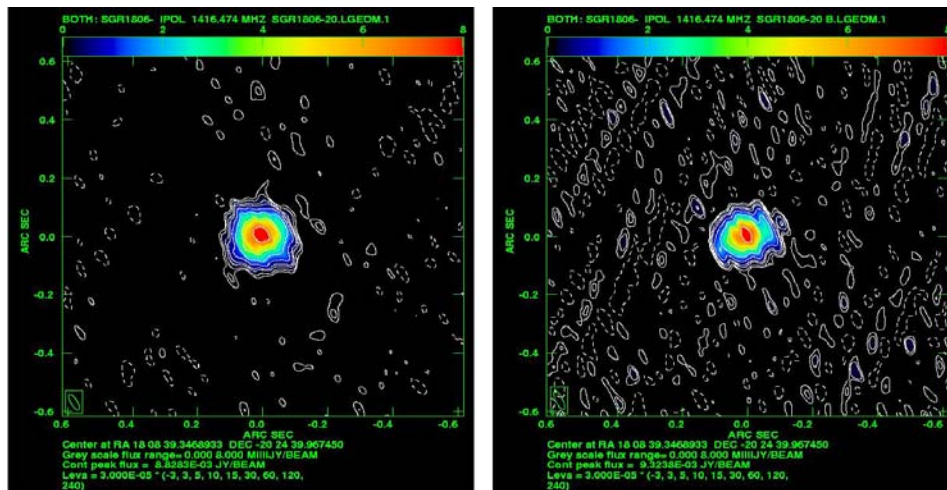 BOTH: SGR1806- IPOL 1416.474 MHZ SGR1806-20.LGEOM.1
0 2 4 6 8
0.6
0.4
0.2
0.0
-0.2
-0.4
-0.6
ARC SEC
0.6 0.4 0.2 0.0 -0.2 -0.4 -0.6
ARC SEC
Center at RA 18 08 39.3468933 DEC -20 24 39.967450
Grey scale flux range= 0.000 8.000 MilliJY/BEAM
Cont peak flux = 8.8283E-03 JY/BEAM
Levs = 3.000E-05 * (-3, 3, 5, 10, 15, 30, 60, 120,
240)
BOTH: SGR1806- IPOL 1416.474 MHZ SGR1806-20 B.LGEOM.1
0 2 4 6 8
0.6
0.4
0.2
0.0
-0.2
-0.4
-0.6
ARC SEC
0.6 0.4 0.2 0.0 -0.2 -0.4 -0.6
ARC SEC
Center at RA 18 08 39.3468933 DEC -20 24 39.967450
Grey scale flux range= 0.000 8.000 MilliJY/BEAM
Cont peak flux = 9.3238E-03 JY/BEAM
Levs = 3.000E-05 * (-3, 3, 5, 10, 15, 30, 60, 120,
240)